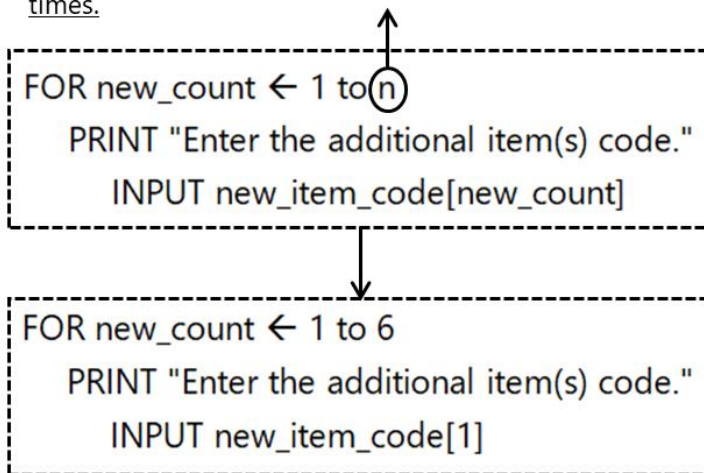 times.
FOR new_count ← 1 to n
PRINT "Enter the additional item(s) code."
INPUT new_item_code[new_count]
FOR new_count ← 1 to 6
PRINT "Enter the additional item(s) code."
INPUT new_item_code[1]